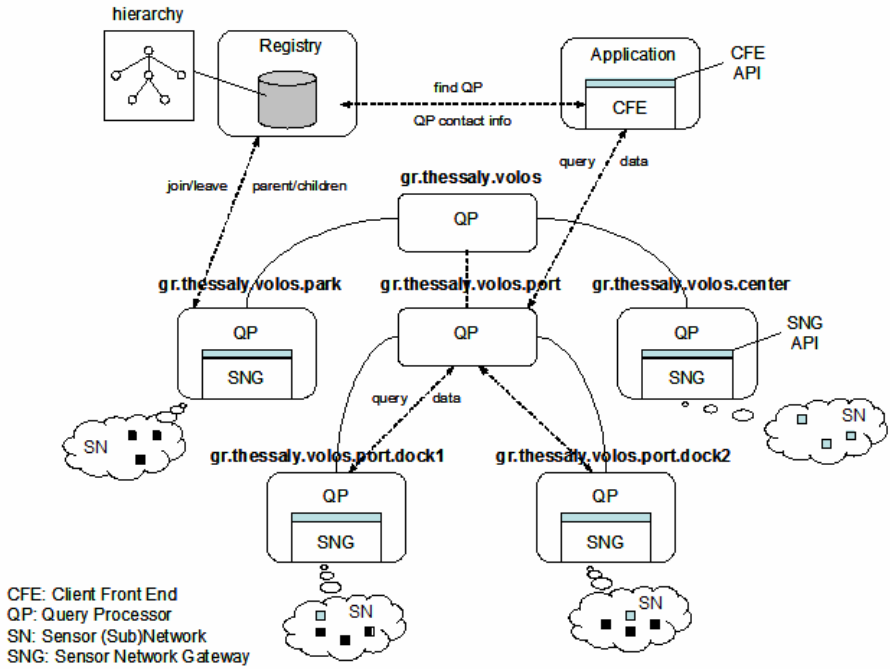 hierarchy
Registry
Application
CFE
API
find QP
CFE
QP contact info
query data
join/leave parent/children
gr.thessaly.volos
QP
gr.thessaly.volos.park
gr.thessaly.volos.port
gr.thessaly.volos.center
QP
QP
QP
SNG
API
SNG
SNG
query data
SN
SN
gr.thessaly.volos.port.dock1
gr.thessaly.volos.port.dock2
QP
QP
SNG
SNG
SN
SN
CFE: Client Front End
QP: Query Processor
SN: Sensor (Sub)Network
SNG: Sensor Network Gateway